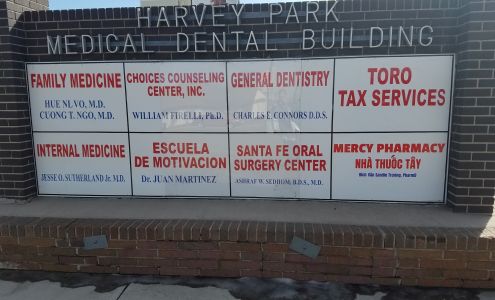 HARVEY PARK
MEDICAL DENTAL BUILDING
FAMILY MEDICINE
HUE NI. VO, M.D.
CUONG T. NGO, M.D.
CHOICES COUNSELING
CENTER, INC.
WILLIAM FIRELLI, Ph.D.
GENERAL DENTISTRY
CHARLES E. CONNORS D.D.S.
TORO
TAX SERVICES
INTERNAL MEDICINE
JESSE O. SUTHERLAND Jr. M.D.
ESCUELA
DE MOTIVACION
Dr. JUAN MARTINEZ
SANTA FE ORAL
SURGERY CENTER
ASHRAF W. SEDHOM D.D.S., M.D.
MERCY PHARMACY
NHÀ THUỐC TÂY